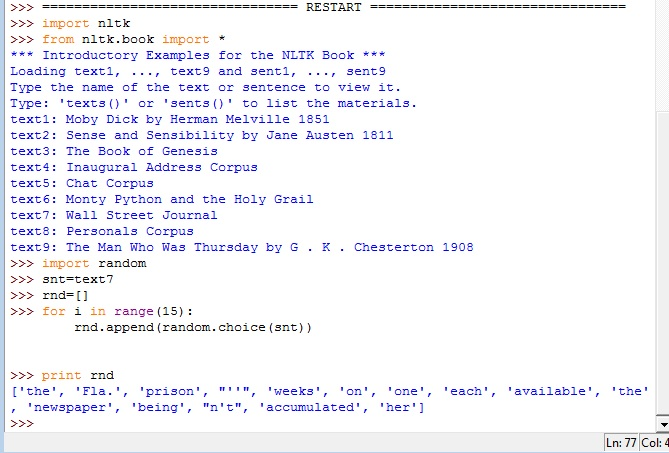 >>> ================================ RESTART ================================
>>> import nltk
>>> from nltk.book import *
*** Introductory Examples for the NLTK Book ***
Loading text1, ..., text9 and sent1, ..., sent9
Type the name of the text or sentence to view it.
Type: 'texts()' or 'sents()' to list the materials.
text1: Moby Dick by Herman Melville 1851
text2: Sense and Sensibility by Jane Austen 1811
text3: The Book of Genesis
text4: Inaugural Address Corpus
text5: Chat Corpus
text6: Monty Python and the Holy Grail
text7: Wall Street Journal
text8: Personals Corpus
text9: The Man Who Was Thursday by G . K . Chesterton 1908
>>> import random
>>> snt=text7
>>> rnd=[]
>>> for i in range(15):
        rnd.append(random.choice(snt))
>>> print rnd
['the', 'Fla.', 'prison', "''", 'weeks', 'on', 'one', 'each', 'available', 'the'
, 'newspaper', 'being', "n't", 'accumulated', 'her']
>>>
Ln: 77 Col: 4